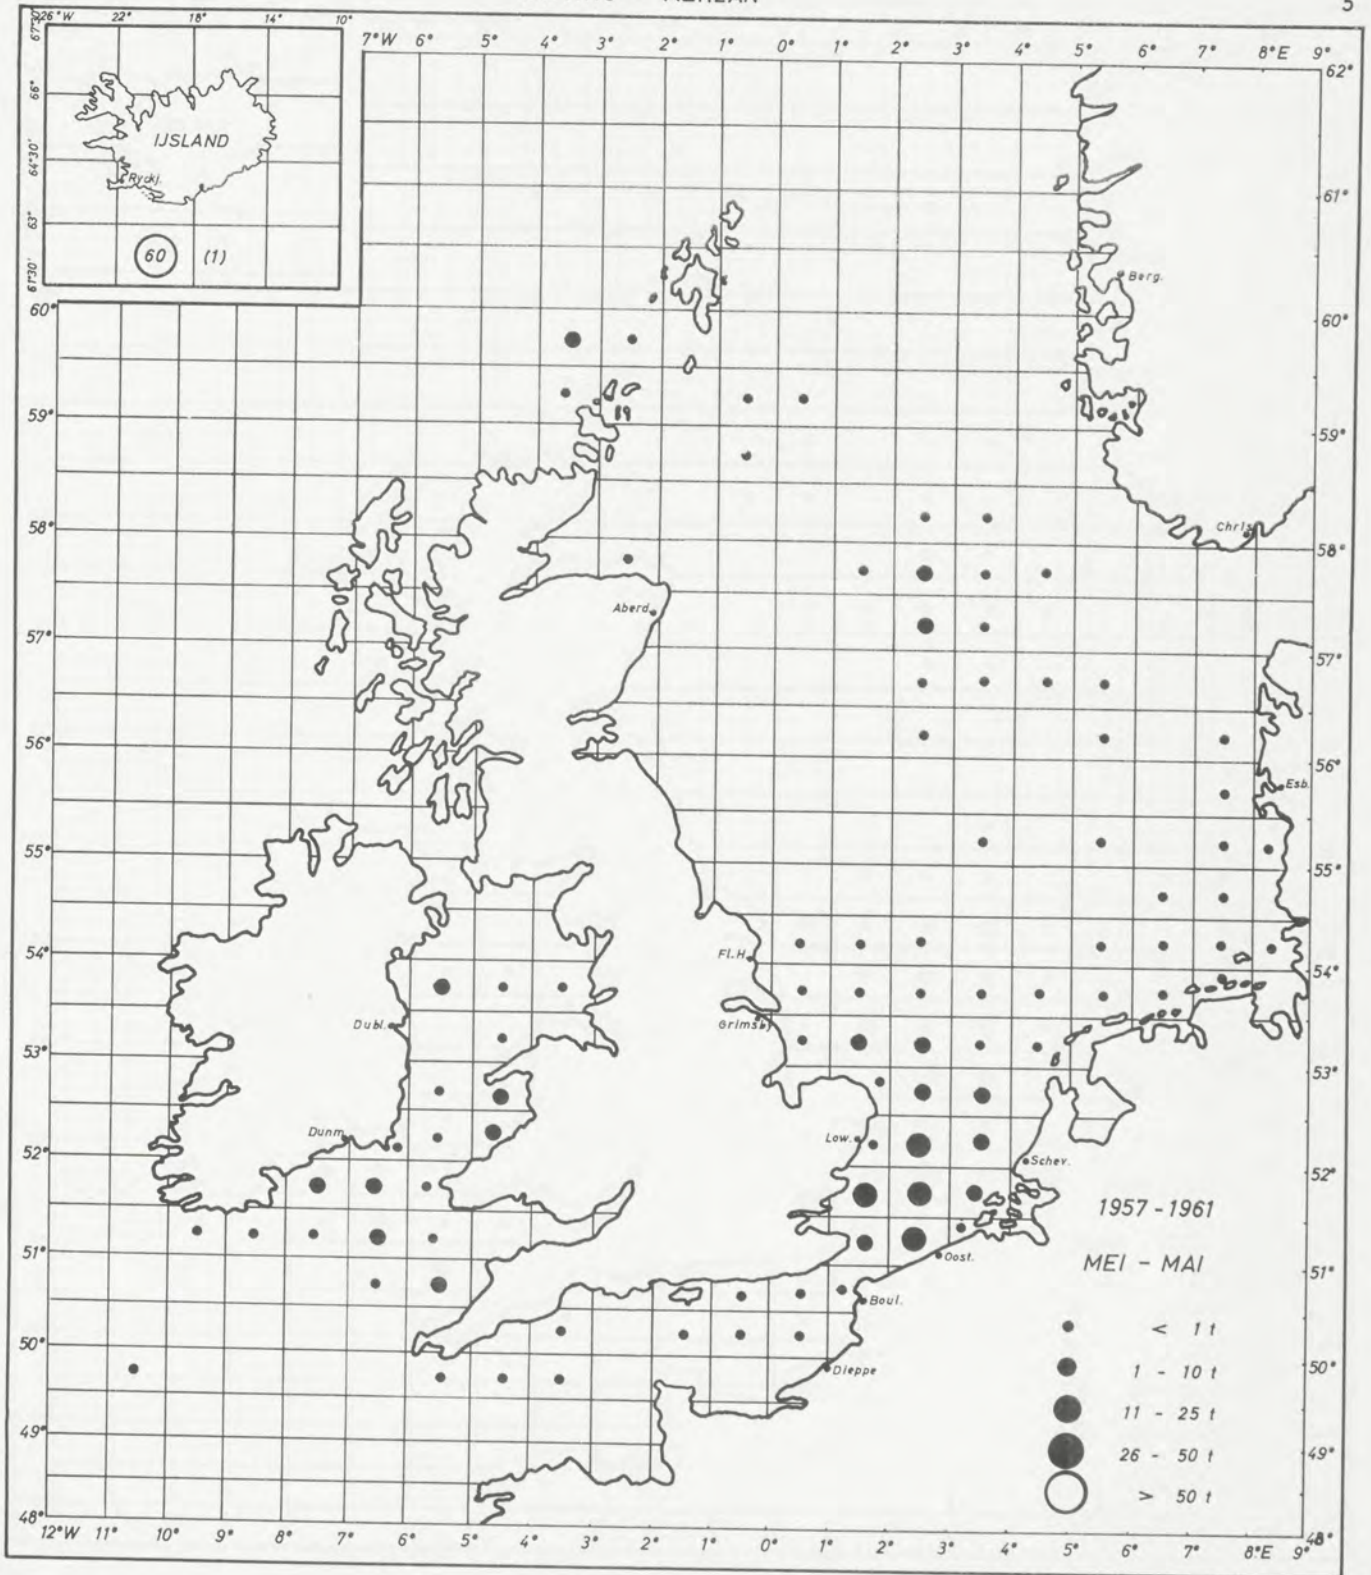 5
26°W 22° 18° 10°
67°30'
66°
64°30'
63°
61°30'
IJSLAND
Ryckj.
60 (1)
7°W 6° 5° 4° 3° 2° 1° 0° 1° 2° 3° 4° 5° 6° 7° 8°E 9°
62°
61°
60° 60°
59° 59°
58° 58°
57° 57°
56° 56°
55° 55°
54° 54°
53° 53°
52° 52°
51° 51°
50° 50°
49° 49°
48° 48°
Berg.
Chris.
Aberd.
Esb.
Fl.H.
Dubl.
Grimsby
Dunm.
Low.
Schev.
Oost.
Boul.
Dieppe
1957 - 1961
MEI - MAI
< 1 t
1 - 10 t
11 - 25 t
26 - 50 t
> 50 t
12°W 11° 10° 9° 8° 7° 6° 5° 4° 3° 2° 1° 0° 1° 2° 3° 4° 5° 6° 7° 8°E 9°